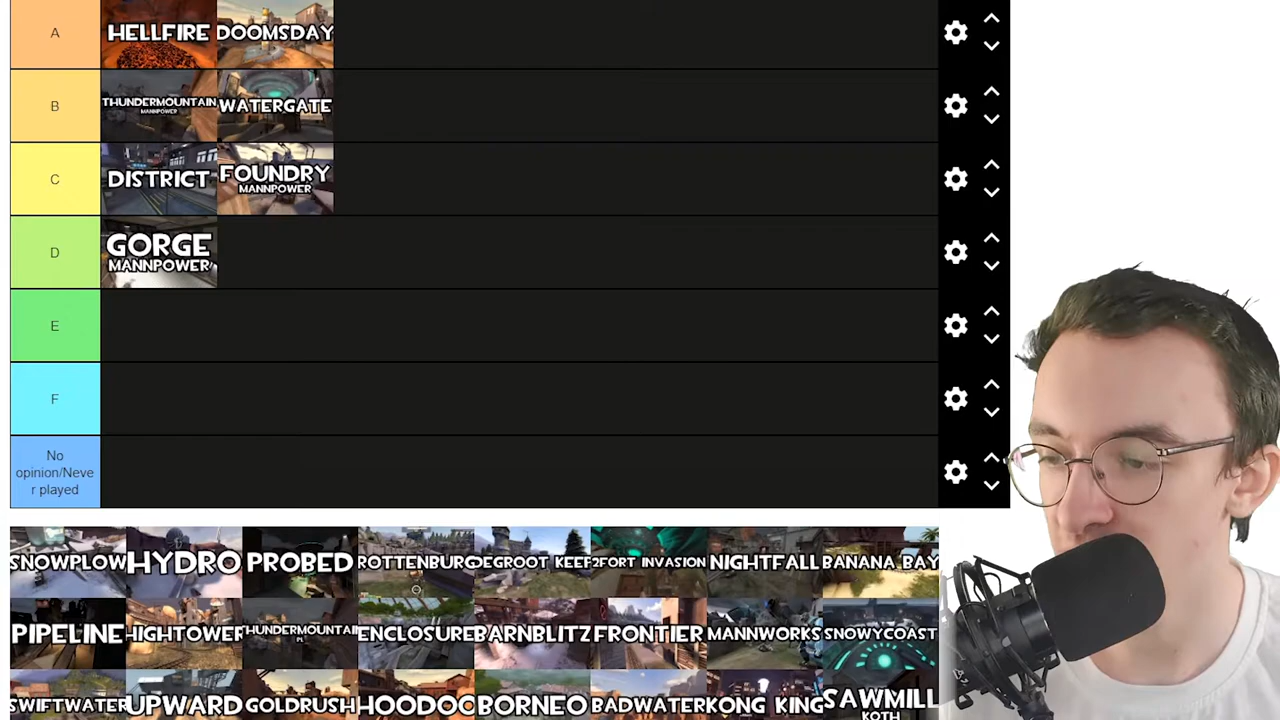 A
HELLFIRE
DOOMSDAY
B
THUNDERMOUNTAIN
MANNPOWER
WATERGATE
C
DISTRICT
FOUNDRY
MANNPOWER
D
GORGE
MANNPOWER
E
F
No
opinion/Neve
r played
SNOWPLOW
HYDRO
PROBED
ROTTENBURG
DEGROOT KEEP
2FORT INVASION
NIGHTFALL
BANANA BAY
PIPELINE
HIGHTOWER
THUNDERMOUNTAIN
PL
ENCLOSURE
BARNBLITZ
FRONTIER
MANNWORKS
SNOWYCOAST
SWIFTWATER
UPWARD
GOLDRUSH
HOODOO
BORNEO
BADWATER
KONG KING
SAWMILL
KOTH